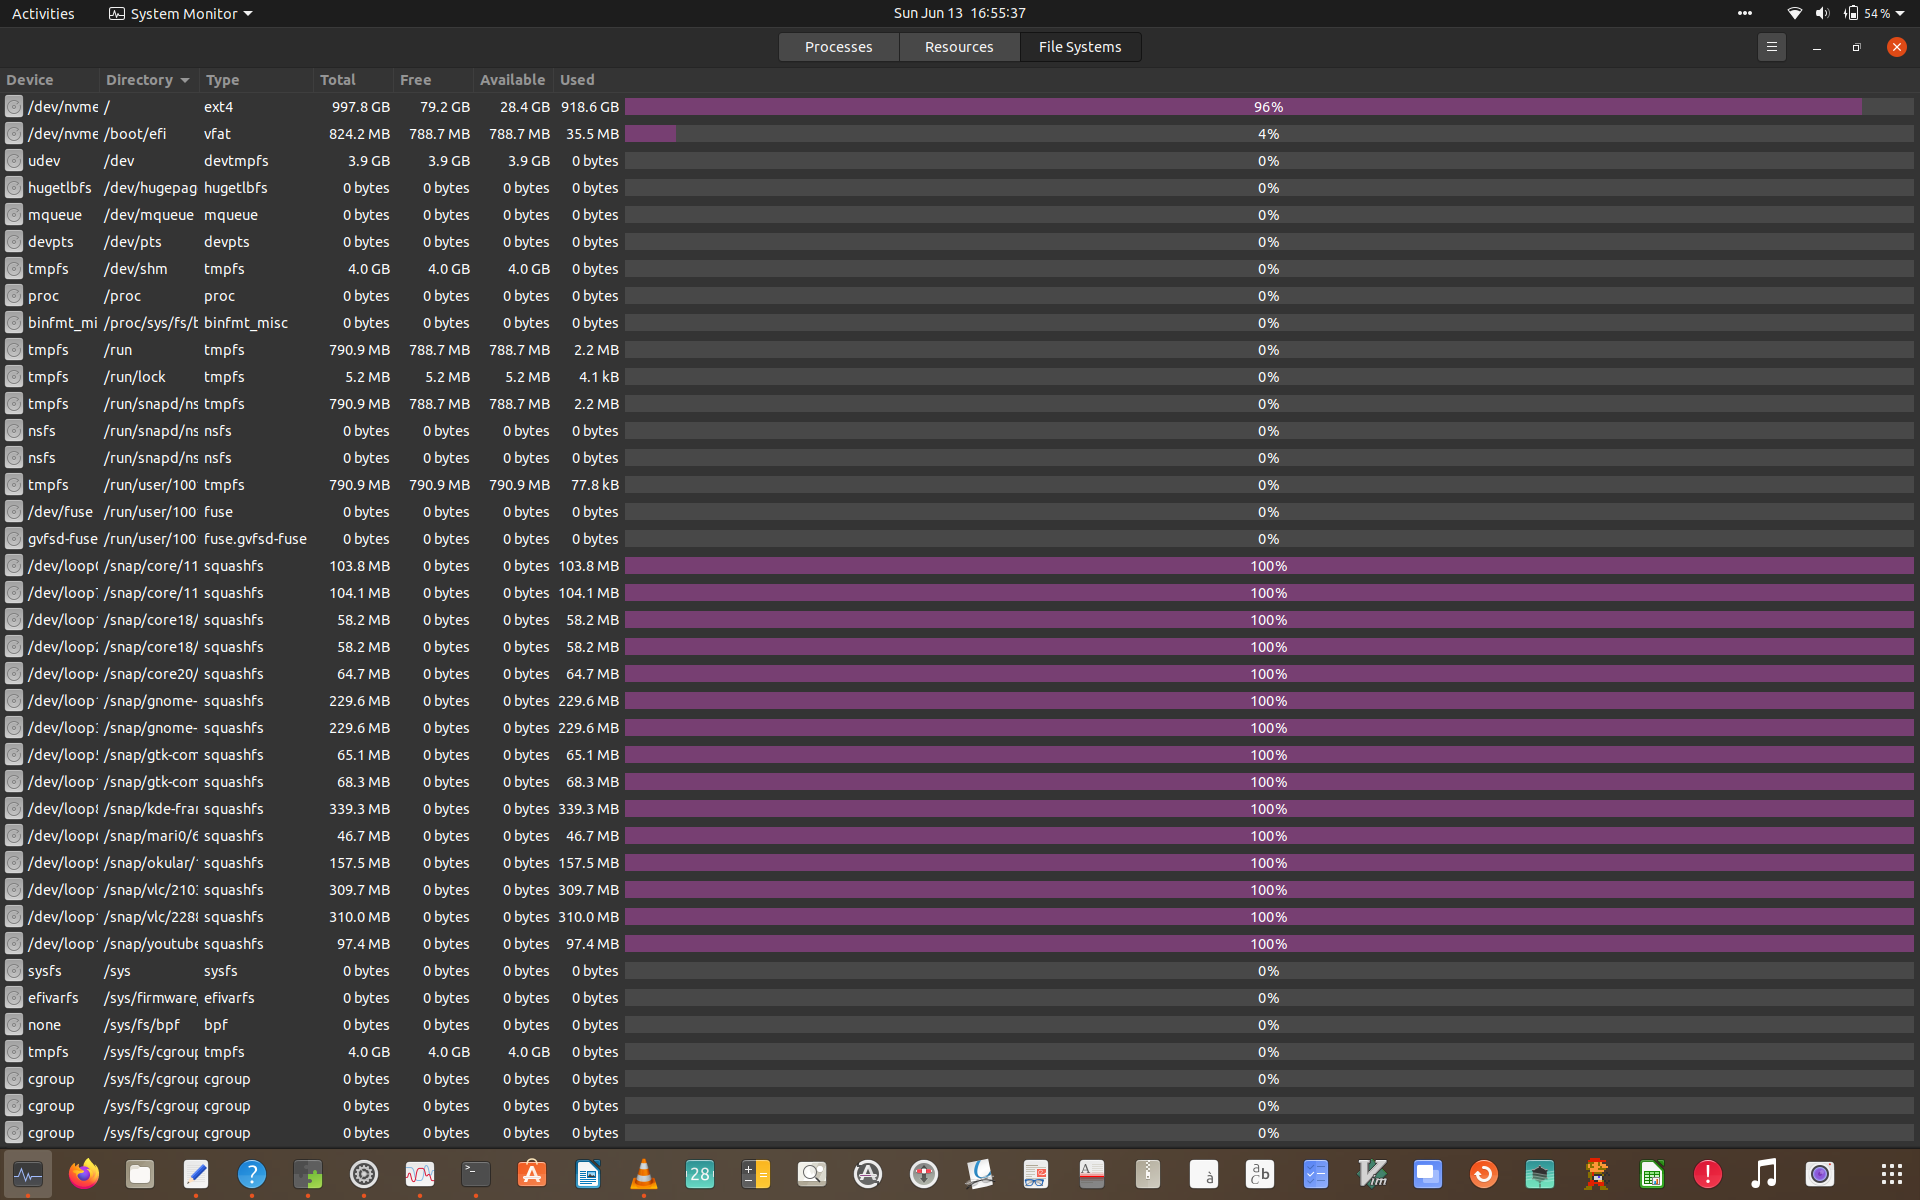 Activities System Monitor Sun Jun 13 16:55:37 54 %
Processes Resources File Systems
Device Directory Type Total Free Available Used
/dev/nvme / ext4 997.8 GB 79.2 GB 28.4 GB 918.6 GB 96%
/dev/nvme /boot/efi vfat 824.2 MB 788.7 MB 788.7 MB 35.5 MB 4%
udev /dev devtmpfs 3.9 GB 3.9 GB 3.9 GB 0 bytes 0%
hugetlbfs /dev/hugepag hugetlbfs 0 bytes 0 bytes 0 bytes 0 bytes 0%
mqueue /dev/mqueue mqueue 0 bytes 0 bytes 0 bytes 0 bytes 0%
devpts /dev/pts devpts 0 bytes 0 bytes 0 bytes 0 bytes 0%
tmpfs /dev/shm tmpfs 4.0 GB 4.0 GB 4.0 GB 0 bytes 0%
proc /proc proc 0 bytes 0 bytes 0 bytes 0 bytes 0%
binfmt_mi /proc/sys/fs/b binfmt_misc 0 bytes 0 bytes 0 bytes 0 bytes 0%
tmpfs /run tmpfs 790.9 MB 788.7 MB 788.7 MB 2.2 MB 0%
tmpfs /run/lock tmpfs 5.2 MB 5.2 MB 5.2 MB 4.1 kB 0%
tmpfs /run/snapd/ns tmpfs 790.9 MB 788.7 MB 788.7 MB 2.2 MB 0%
nsfs /run/snapd/ns nsfs 0 bytes 0 bytes 0 bytes 0 bytes 0%
nsfs /run/snapd/ns nsfs 0 bytes 0 bytes 0 bytes 0 bytes 0%
tmpfs /run/user/100 tmpfs 790.9 MB 790.9 MB 790.9 MB 77.8 kB 0%
/dev/fuse /run/user/100 fuse 0 bytes 0 bytes 0 bytes 0 bytes 0%
gvfsd-fuse /run/user/100 fuse.gvfsd-fuse 0 bytes 0 bytes 0 bytes 0 bytes 0%
/dev/loop0 /snap/core/11 squashfs 103.8 MB 0 bytes 0 bytes 103.8 MB 100%
/dev/loop7 /snap/core/11 squashfs 104.1 MB 0 bytes 0 bytes 104.1 MB 100%
/dev/loop1 /snap/core18/ squashfs 58.2 MB 0 bytes 0 bytes 58.2 MB 100%
/dev/loop2 /snap/core18/ squashfs 58.2 MB 0 bytes 0 bytes 58.2 MB 100%
/dev/loop4 /snap/core20/ squashfs 64.7 MB 0 bytes 0 bytes 64.7 MB 100%
/dev/loop1 /snap/gnome- squashfs 229.6 MB 0 bytes 0 bytes 229.6 MB 100%
/dev/loop3 /snap/gnome- squashfs 229.6 MB 0 bytes 0 bytes 229.6 MB 100%
/dev/loop5 /snap/gtk-com squashfs 65.1 MB 0 bytes 0 bytes 65.1 MB 100%
/dev/loop1 /snap/gtk-com squashfs 68.3 MB 0 bytes 0 bytes 68.3 MB 100%
/dev/loop8 /snap/kde-frar squashfs 339.3 MB 0 bytes 0 bytes 339.3 MB 100%
/dev/loop6 /snap/mari0/6 squashfs 46.7 MB 0 bytes 0 bytes 46.7 MB 100%
/dev/loop9 /snap/okular/ squashfs 157.5 MB 0 bytes 0 bytes 157.5 MB 100%
/dev/loop1 /snap/vlc/210 squashfs 309.7 MB 0 bytes 0 bytes 309.7 MB 100%
/dev/loop1 /snap/vlc/2288 squashfs 310.0 MB 0 bytes 0 bytes 310.0 MB 100%
/dev/loop1 /snap/youtube squashfs 97.4 MB 0 bytes 0 bytes 97.4 MB 100%
sysfs /sys sysfs 0 bytes 0 bytes 0 bytes 0 bytes 0%
efivarfs /sys/firmware, efivarfs 0 bytes 0 bytes 0 bytes 0 bytes 0%
none /sys/fs/bpf bpf 0 bytes 0 bytes 0 bytes 0 bytes 0%
tmpfs /sys/fs/cgroup tmpfs 4.0 GB 4.0 GB 4.0 GB 0 bytes 0%
cgroup /sys/fs/cgroup cgroup 0 bytes 0 bytes 0 bytes 0 bytes 0%
cgroup /sys/fs/cgroup cgroup 0 bytes 0 bytes 0 bytes 0 bytes 0%
cgroup /sys/fs/cgroup cgroup 0 bytes 0 bytes 0 bytes 0 bytes 0%
28